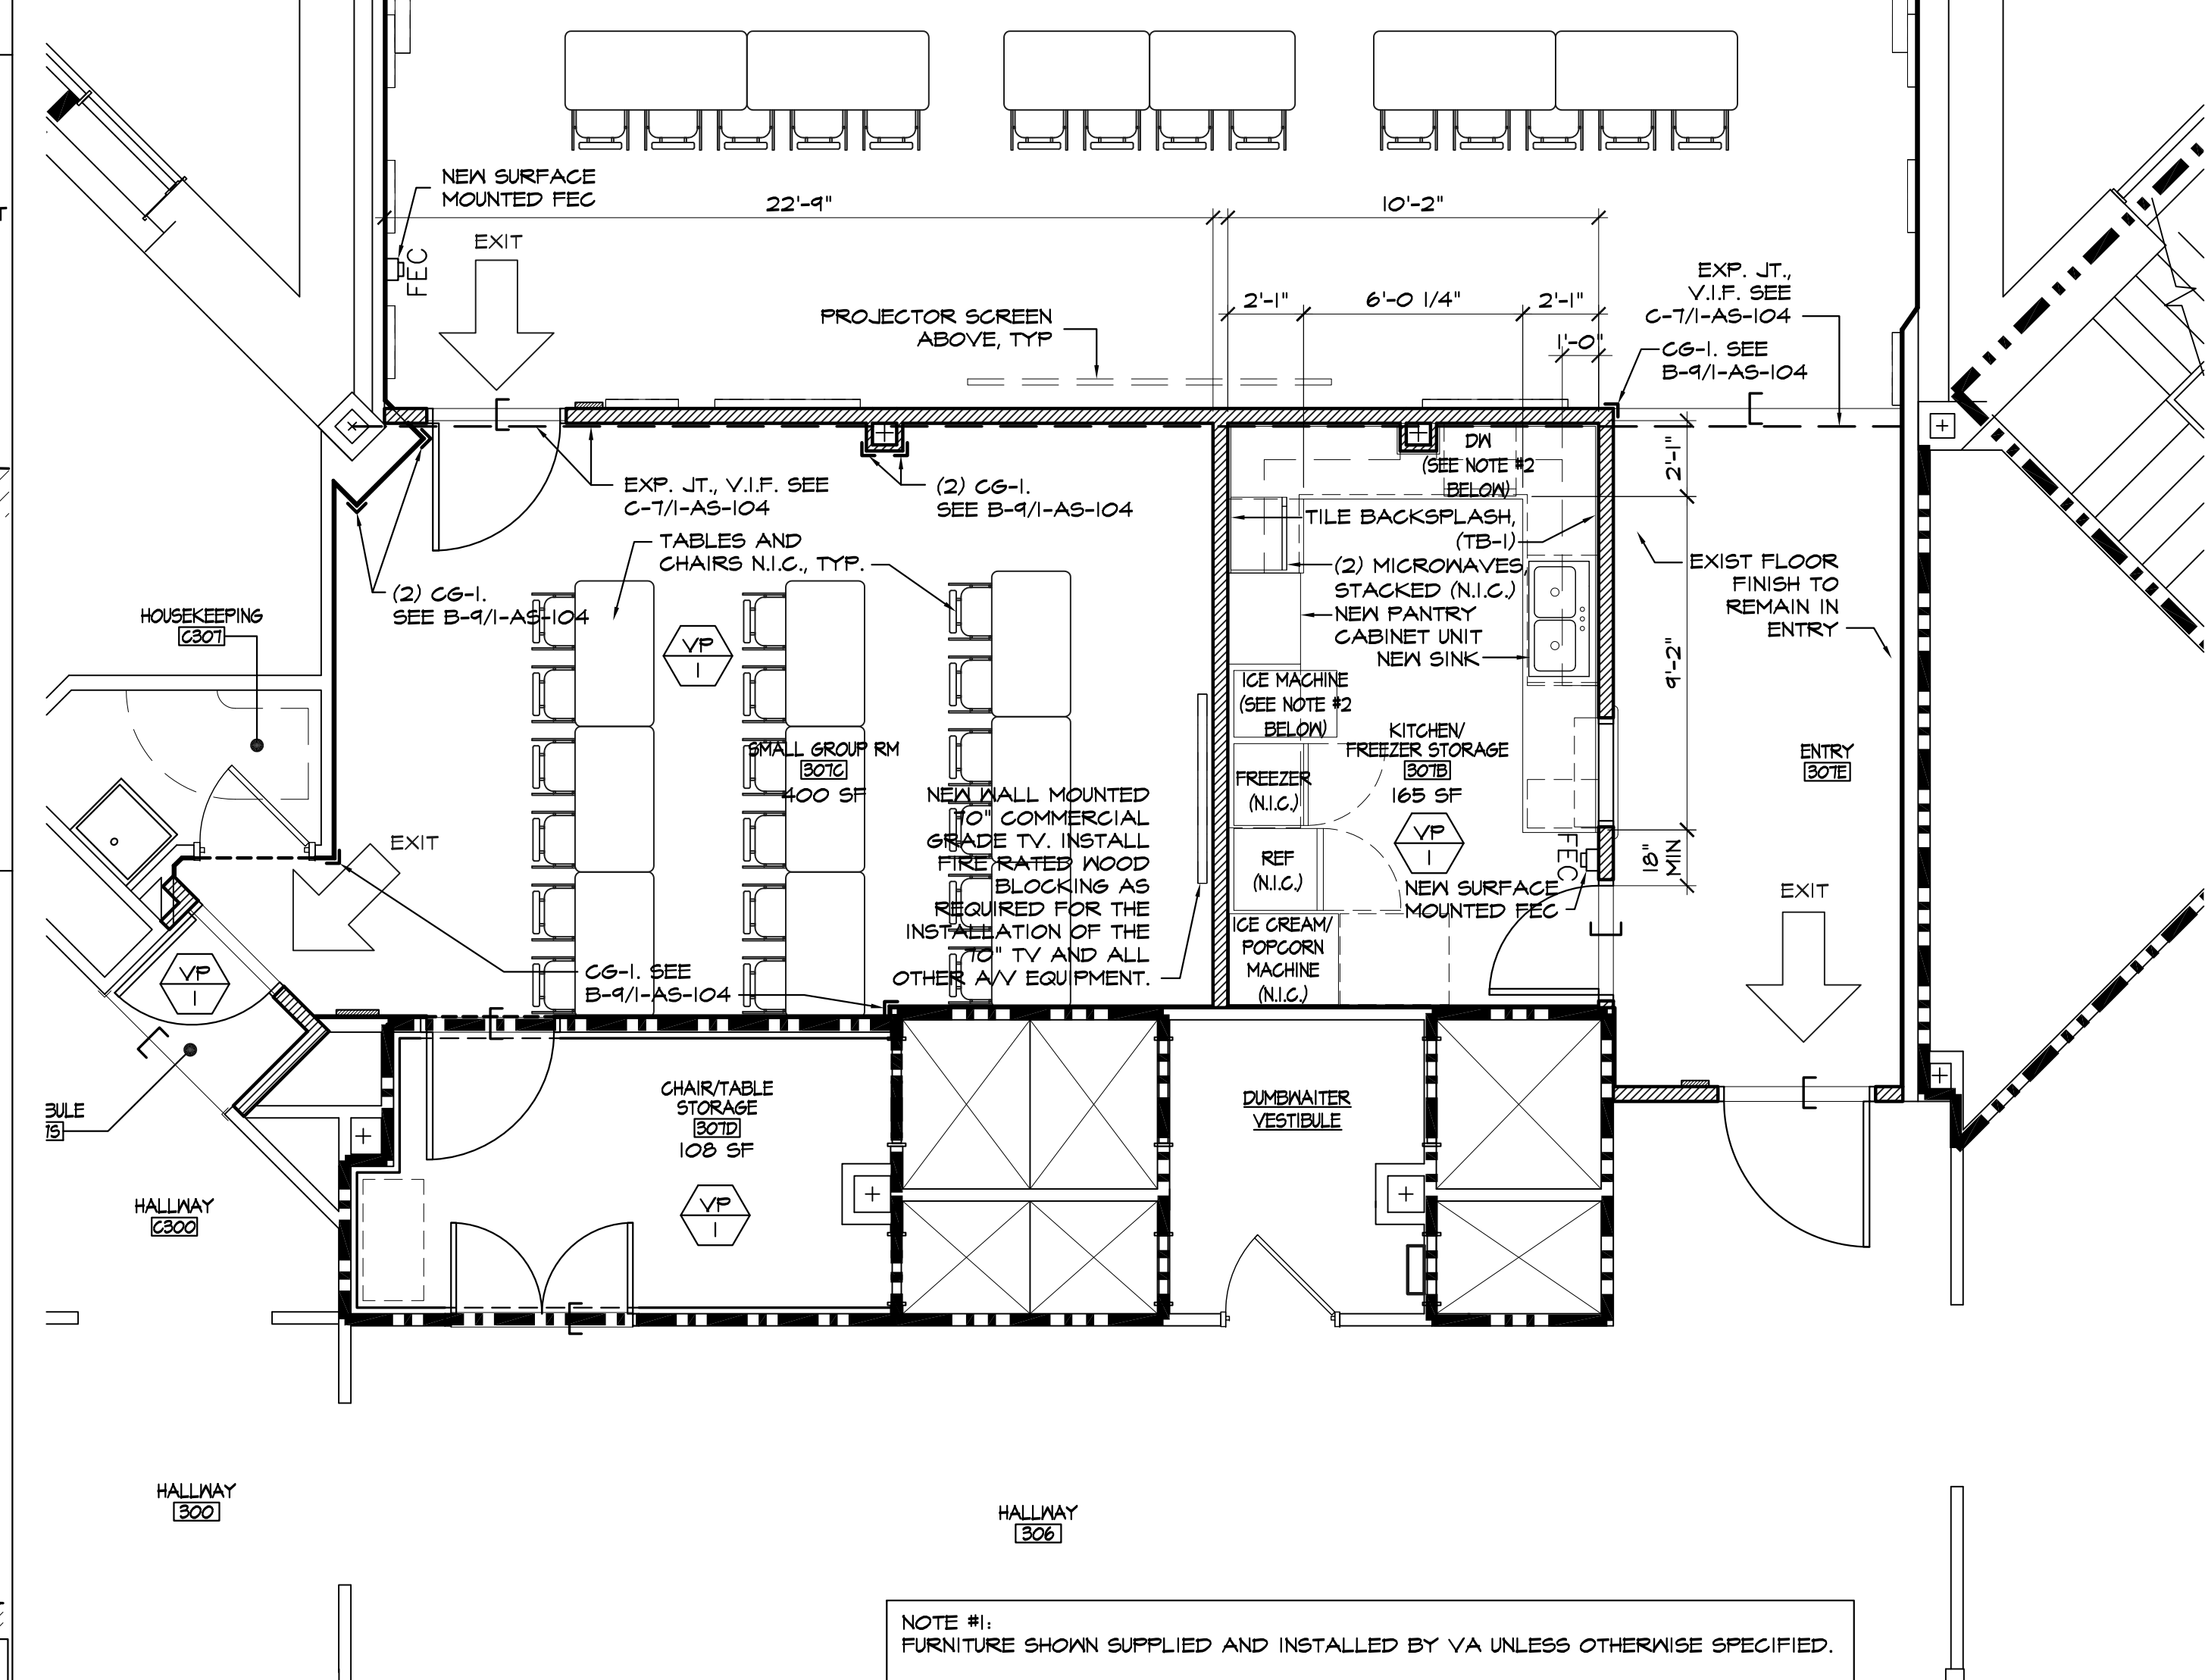 NEW SURFACE
MOUNTED FEC
FEC
EXIT
22'-9"
10'-2"
2'-1"
6'-0 1/4"
2'-1"
1'-0"
PROJECTOR SCREEN
ABOVE, TYP
EXP. JT.,
V.I.F. SEE
C-7/1-AS-104
CG-1. SEE
B-9/1-AS-104
EXP. JT., V.I.F. SEE
C-7/1-AS-104
(2) CG-1.
SEE B-9/1-AS-104
DW
(SEE NOTE #2
BELOW)
2'-1"
TABLES AND
CHAIRS N.I.C., TYP.
TILE BACKSPLASH,
(TB-1)
(2) MICROWAVES,
STACKED (N.I.C.)
NEW PANTRY
CABINET UNIT
NEW SINK
EXIST FLOOR
FINISH TO
REMAIN IN
ENTRY
(2) CG-1.
SEE B-9/1-AS-104
HOUSEKEEPING
C307
VP
1
9'-2"
ICE MACHINE
(SEE NOTE #2
BELOW)
KITCHEN/
FREEZER STORAGE
307B
165 SF
VP
1
SMALL GROUP RM
307C
400 SF
ENTRY
307E
FREEZER
(N.I.C.)
NEW WALL MOUNTED
70" COMMERCIAL
GRADE TV. INSTALL
FIRE RATED WOOD
BLOCKING AS
REQUIRED FOR THE
INSTALLATION OF THE
70" TV AND ALL
OTHER A/V EQUIPMENT.
REF
(N.I.C.)
FEC
18"
MIN
NEW SURFACE
MOUNTED FEC
EXIT
EXIT
ICE CREAM/
POPCORN
MACHINE
(N.I.C.)
VP
1
CG-1. SEE
B-9/1-AS-104
CHAIR/TABLE
STORAGE
307D
108 SF
VP
1
DUMBWAITER
VESTIBULE
HALLWAY
C300
HALLWAY
300
HALLWAY
306
NOTE #1:
FURNITURE SHOWN SUPPLIED AND INSTALLED BY VA UNLESS OTHERWISE SPECIFIED.